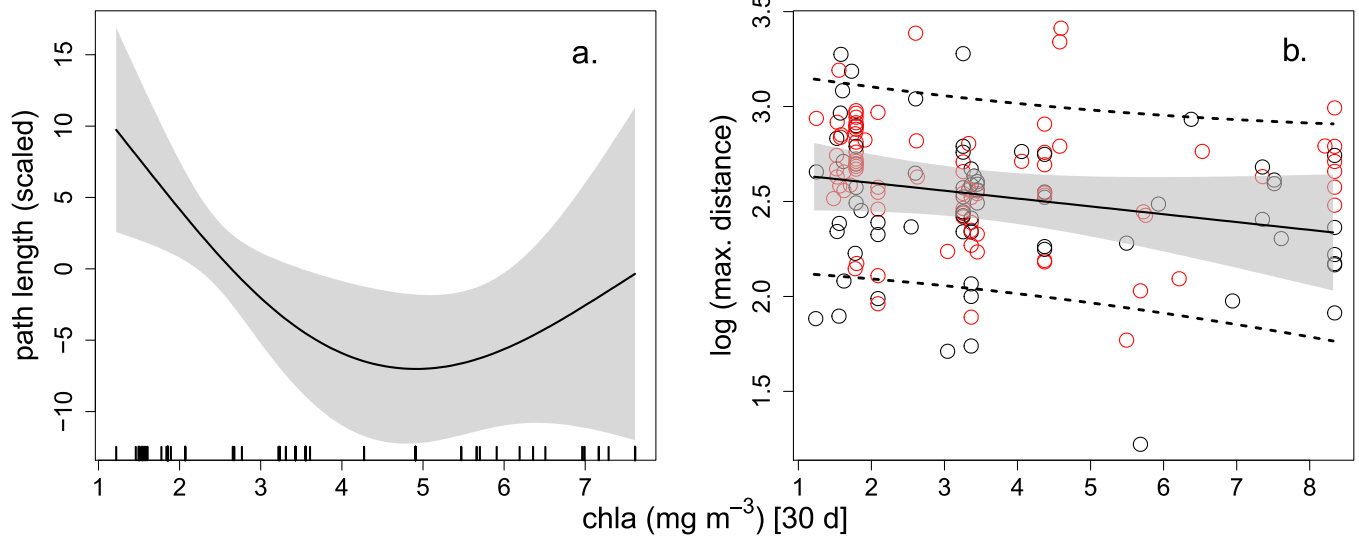 a.
path length (scaled)
15
10
5
0
−5
−10
1 2 3 4 5 6 7
b.
log (max. distance)
3.5
3.0
2.5
2.0
1.5
1 2 3 4 5 6 7 8
chla (mg m⁻³) [30 d]